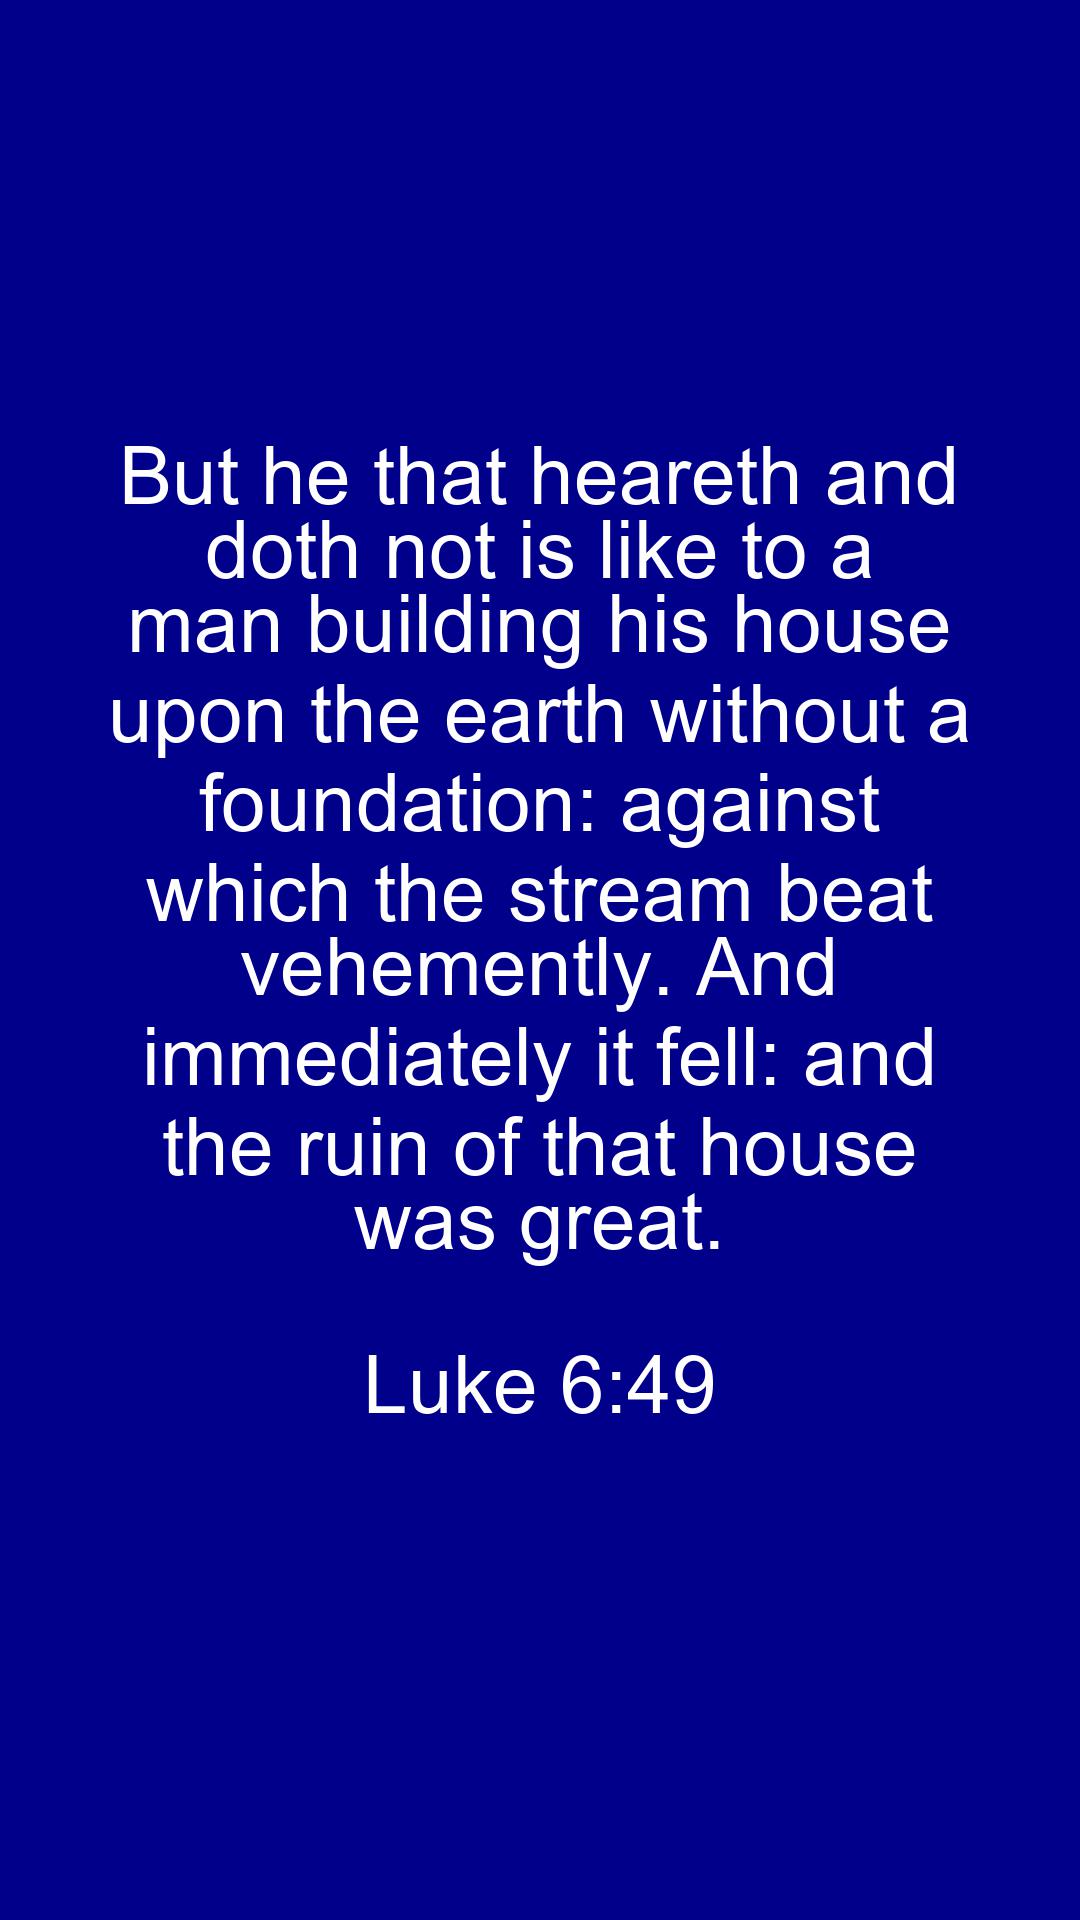 But he that heareth and
doth not is like to a
man building his house
upon the earth without a
foundation: against
which the stream beat
vehemently. And
immediately it fell: and
the ruin of that house
was great.
Luke 6:49